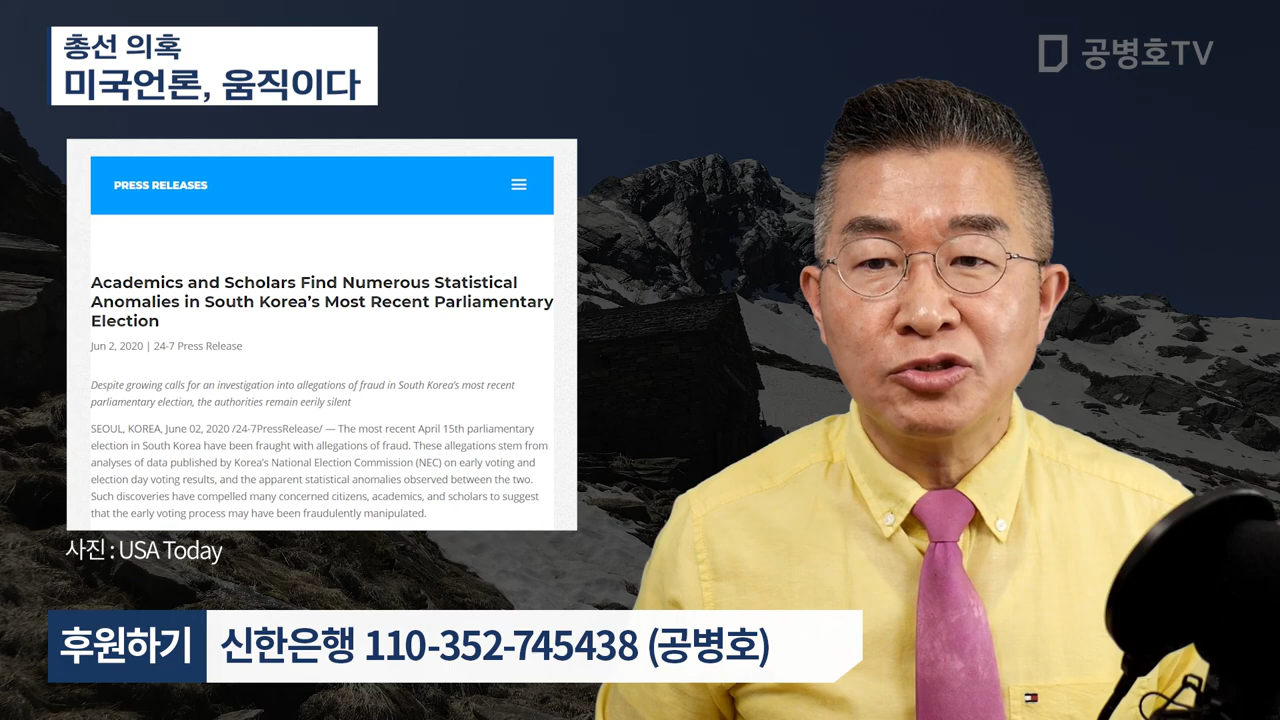 총선 의혹
미국언론, 움직이다
공병호TV
PRESS RELEASES
Academics and Scholars Find Numerous Statistical
Anomalies in South Korea's Most Recent Parliamentary
Election
Jun 2, 2020 | 24-7 Press Release
Despite growing calls for an investigation into allegations of fraud in South Korea's most recent
parliamentary election, the authorities remain eerily silent
SEOUL, KOREA, June 02, 2020 /24-7PressRelease/ — The most recent April 15th parliamentary
election in South Korea have been fraught with allegations of fraud. These allegations stem from
analyses of data published by Korea's National Election Commission (NEC) on early voting and
election day voting results, and the apparent statistical anomalies observed between the two.
Such discoveries have compelled many concerned citizens, academics, and scholars to suggest
that the early voting process may have been fraudulently manipulated.
사진 : USA Today
후원하기 신한은행 110-352-745438 (공병호)